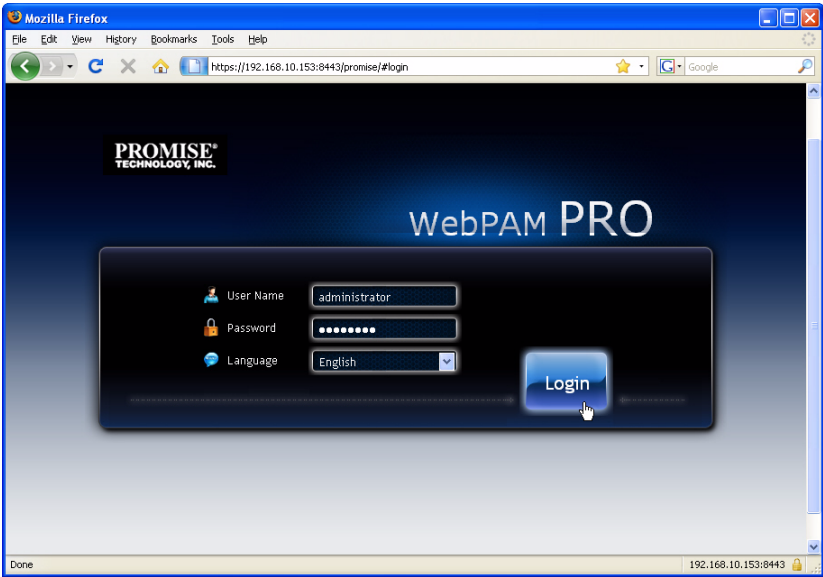 Mozilla Firefox
File Edit View History Bookmarks Tools Help
https://192.168.10.153:8443/promise/#login
G Google
PROMISE®
TECHNOLOGY, INC.
WebPAM PRO
User Name administrator
Password ●●●●●●●●
Language English
Login
Done 192.168.10.153:8443